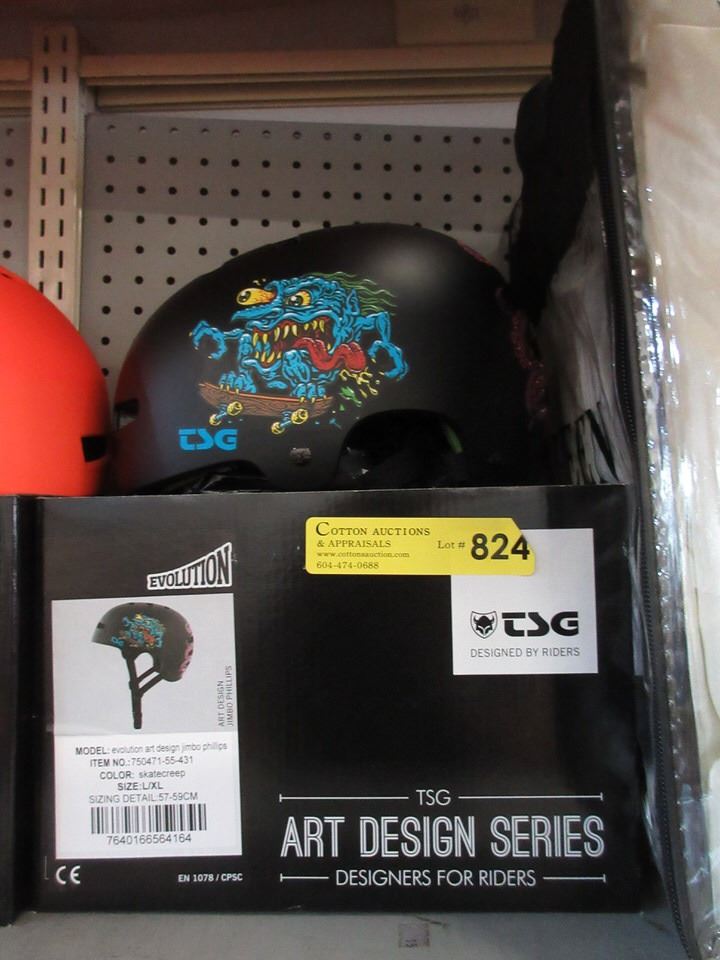 TSG
COTTON AUCTIONS
& APPRAISALS
www.cottonsauction.com
604-474-0688
Lot # 824
EVOLUTION
TSG
DESIGNED BY RIDERS
ART DESIGN
JIMBO PHILLIPS
MODEL: evolution art design jimbo phillips
ITEM NO.:750471-55-431
COLOR: skatecreep
SIZE:L/XL
SIZING DETAIL:57-59CM
7640166564164
CE
EN 1078 / CPSC
TSG
ART DESIGN SERIES
DESIGNERS FOR RIDERS